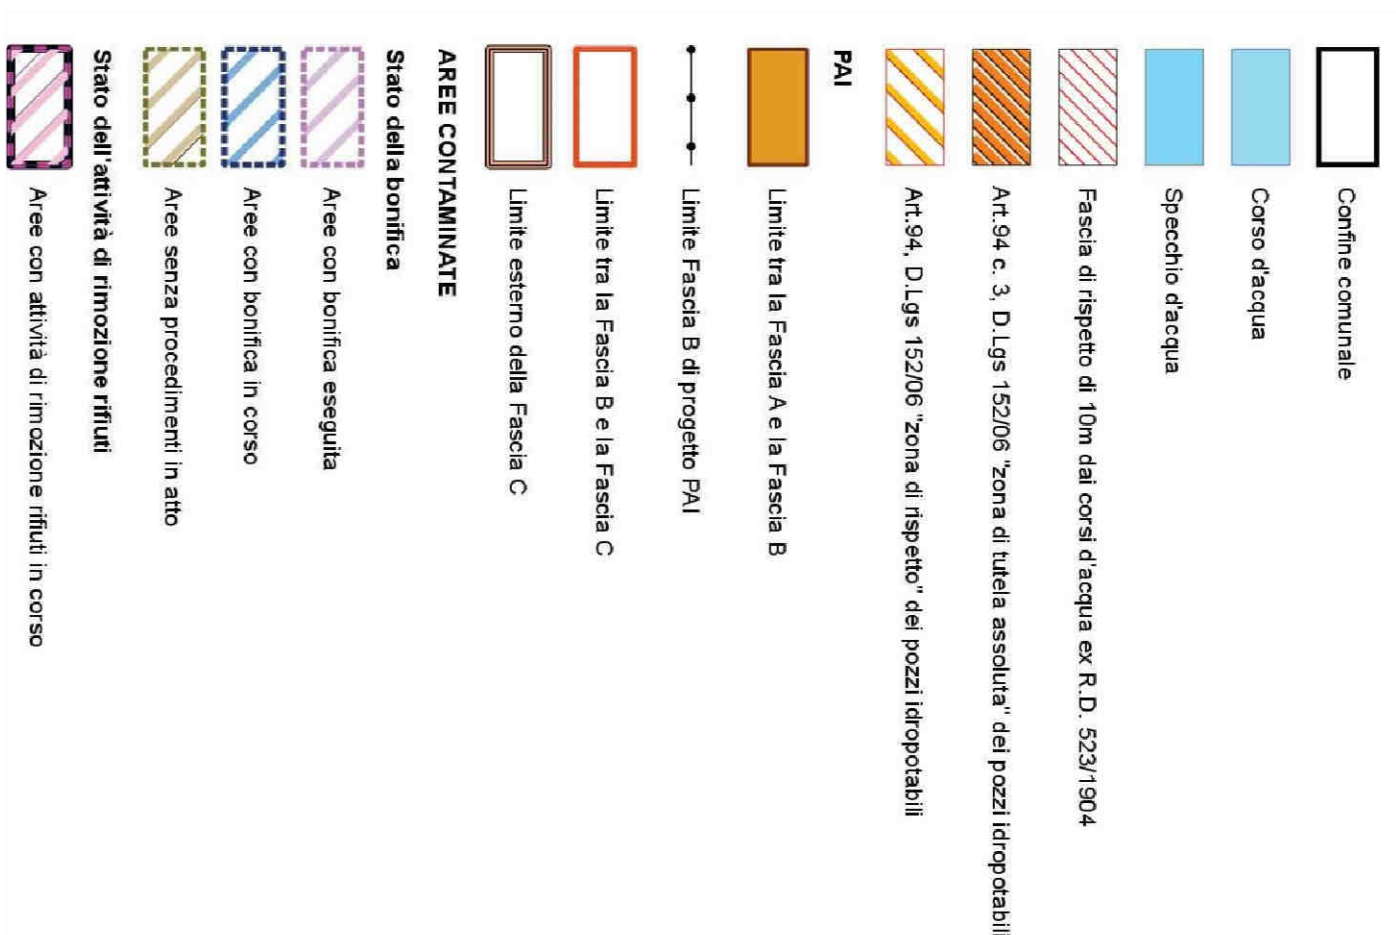 Confine comunale
Corso d'acqua
Specchio d'acqua
Fascia di rispetto di 10m dai corsi d'acqua ex R.D. 523/1904
Art.94 c. 3, D.Lgs 152/06 "zona di tutela assoluta" dei pozzi idropotabili
Art.94, D.Lgs 152/06 "zona di rispetto" dei pozzi idropotabili
PAI
Limite tra la Fascia A e la Fascia B
Limite Fascia B di progetto PAI
Limite tra la Fascia B e la Fascia C
Limite esterno della Fascia C
AREE CONTAMINATE
Stato della bonifica
Aree con bonifica eseguita
Aree con bonifica in corso
Aree senza procedimenti in atto
Stato dell'attività di rimozione rifiuti
Aree con attività di rimozione rifiuti in corso